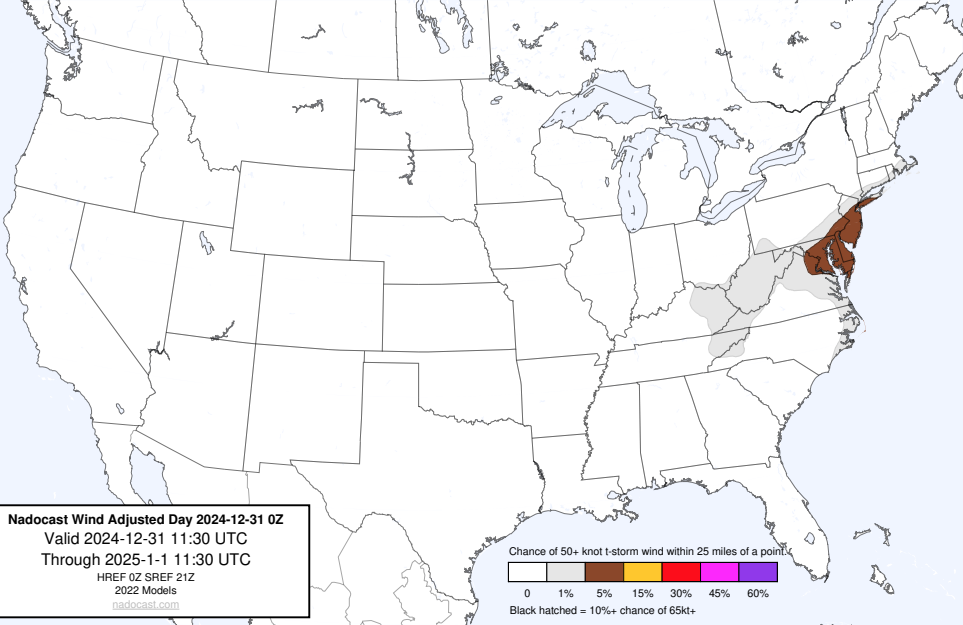 Nadocast Wind Adjusted Day 2024-12-31 0Z
Valid 2024-12-31 11:30 UTC
Through 2025-1-1 11:30 UTC
HREF 0Z SREF 21Z
2022 Models
nadocast.com
Chance of 50+ knot t-storm wind within 25 miles of a point.
0 1% 5% 15% 30% 45% 60%
Black hatched = 10%+ chance of 65kt+